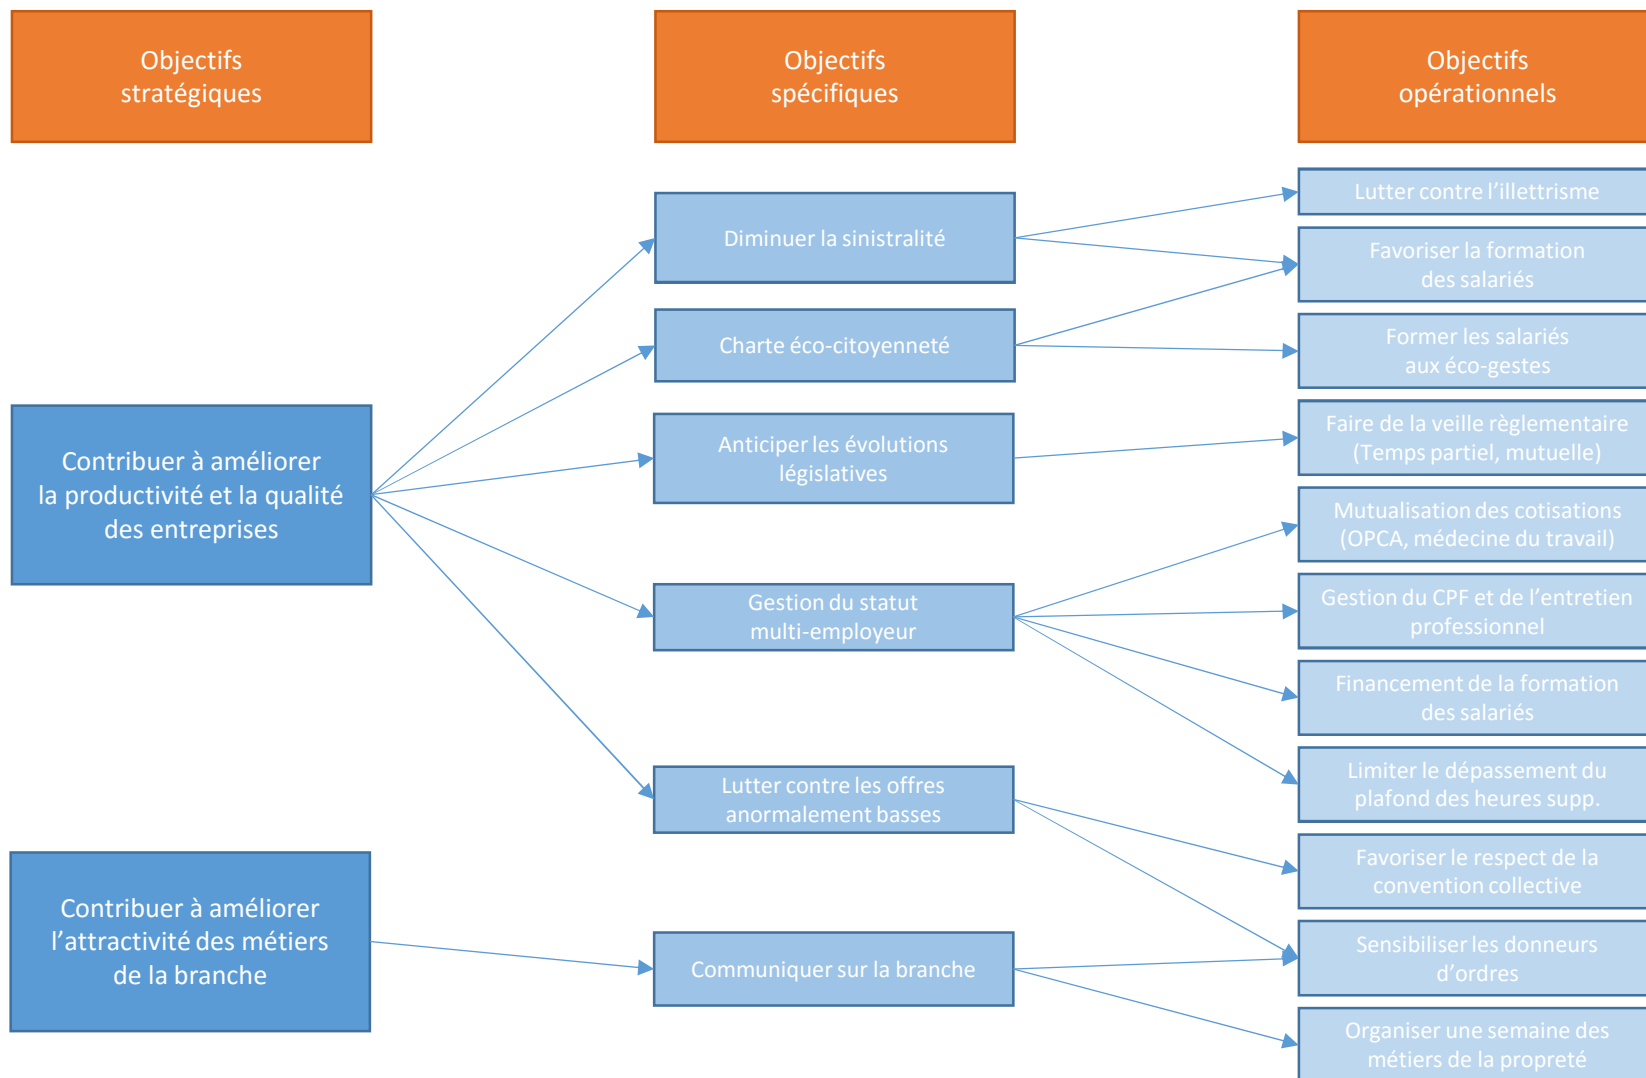 Objectifs
stratégiques
Objectifs
spécifiques
Objectifs
opérationnels
Contribuer à améliorer
la productivité et la qualité
des entreprises
Contribuer à améliorer
l’attractivité des métiers
de la branche
Diminuer la sinistralité
Charte éco-citoyenneté
Anticiper les évolutions
législatives
Gestion du statut
multi-employeur
Lutter contre les offres
anormalement basses
Communiquer sur la branche
Lutter contre l’illettrisme
Favoriser la formation
des salariés
Former les salariés
aux éco-gestes
Faire de la veille règlementaire
(Temps partiel, mutuelle)
Mutualisation des cotisations
(OPCA, médecine du travail)
Gestion du CPF et de l’entretien
professionnel
Financement de la formation
des salariés
Limiter le dépassement du
plafond des heures supp.
Favoriser le respect de la
convention collective
Sensibiliser les donneurs
d’ordres
Organiser une semaine des
métiers de la propreté